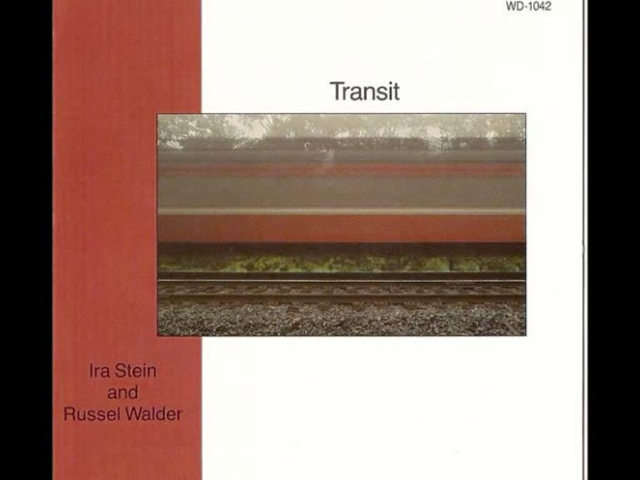 WD-1042
Transit
Ira Stein
and
Russel Walder